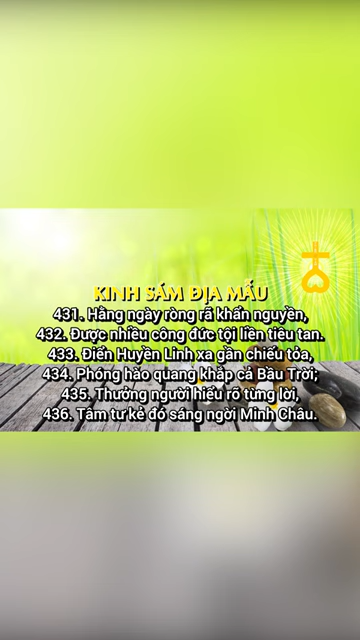 KINH SÁM ĐỊA MẪU
431. Hằng ngày ròng rã khẩn nguyền,
432. Được nhiều công đức tội liền tiêu tan.
433. Điển Huyền Linh xa gần chiếu tỏa,
434. Phóng hào quang khắp cả Bầu Trời;
435. Thưởng người hiểu rõ từng lời,
436. Tâm tư kẻ đó sáng ngời Minh Châu.